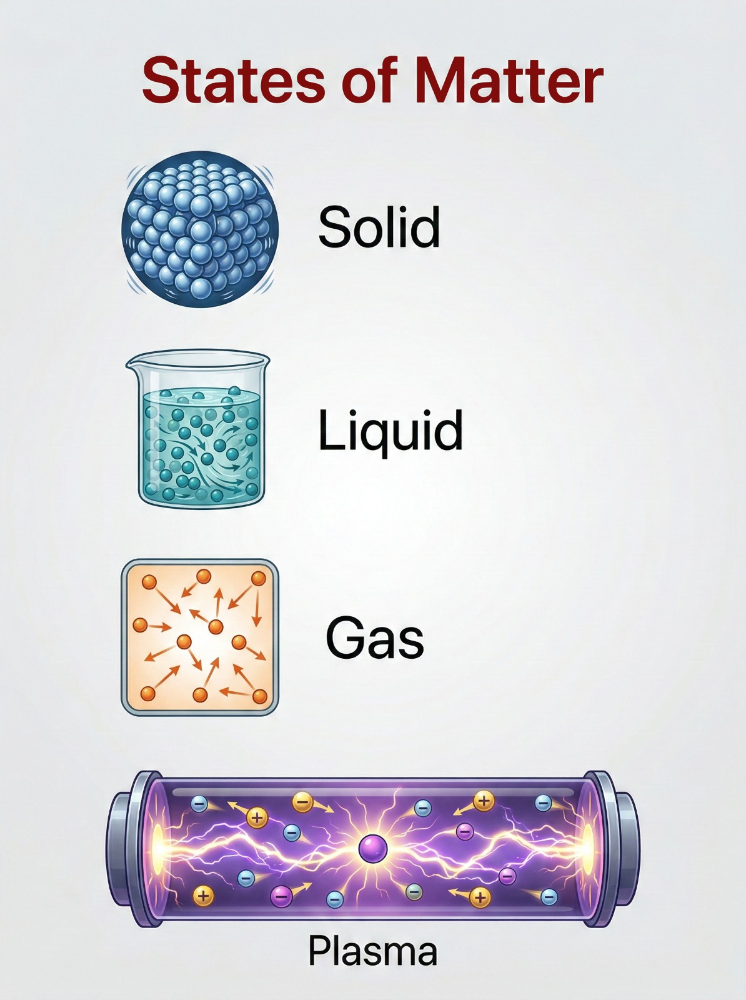 States of Matter
Solid
Liquid
Gas
Plasma